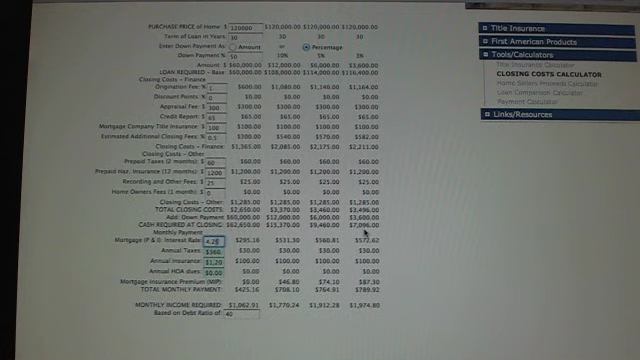 PURCHASE PRICE of Home: $ 120000 $120,000.00 $120,000.00 $120,000.00
Term of Loan in Years: 30 30 30 30
Enter Down Payment As: Amount or Percentage
Down Payment % 50 10% 5% 3%
Amount: $60,000.00 $12,000.00 $6,000.00 $3,600.00
LOAN REQUIRED - Base: $60,000.00 $108,000.00 $114,000.00 $116,400.00
Closing Costs - Finance
Origination Fee: % 1 $600.00 $1,080.00 $1,140.00 $1,164.00
Discount Points: % 0 $0.00 $0.00 $0.00 $0.00
Appraisal Fee: $ 300 $300.00 $300.00 $300.00 $300.00
Credit Report: $ 65 $65.00 $65.00 $65.00 $65.00
Mortgage Company Title Insurance: $ 100 $100.00 $100.00 $100.00 $100.00
Estimated Additional Closing Fees: % 0.5 $300.00 $540.00 $570.00 $582.00
Closing Costs - Finance: $1,365.00 $2,085.00 $2,175.00 $2,211.00
Closing Costs - Other
Prepaid Taxes (2 months): $ 60 $60.00 $60.00 $60.00 $60.00
Prepaid Haz. Insurance (12 months) $ 1200 $1,200.00 $1,200.00 $1,200.00 $1,200.00
Recording and Other Fees: $ 25 $25.00 $25.00 $25.00 $25.00
Home Owners Fees (1 month): $ 0 $0.00 $0.00 $0.00 $0.00
Closing Costs - Other: $1,285.00 $1,285.00 $1,285.00 $1,285.00
TOTAL CLOSING COSTS: $2,650.00 $3,370.00 $3,460.00 $3,496.00
Add: Down Payment $60,000.00 $12,000.00 $6,000.00 $3,600.00
CASH REQUIRED AT CLOSING: $62,650.00 $15,370.00 $9,460.00 $7,096.00
Monthly Payment
Mortgage (P & I): Interest Rate: 4.25 $295.16 $531.30 $560.81 $572.62
Annual Taxes: $360 $30.00 $30.00 $30.00 $30.00
Annual Insurance: $1,20 $100.00 $100.00 $100.00 $100.00
Annual HOA dues: $0.00 $0.00 $0.00 $0.00 $0.00
Mortgage Insurance Premium (MIP): $0.00 $46.80 $74.10 $87.30
TOTAL MONTHLY PAYMENT: $425.16 $708.10 $764.91 $789.92
MONTHLY INCOME REQUIRED: $1,062.91 $1,770.24 $1,912.28 $1,974.80
Based on Debt Ratio of: 40
Title Insurance
First American Products
Tools/Calculators
Title Insurance Calculator
CLOSING COSTS CALCULATOR
Home Sellers Proceeds Calculator
Loan Comparison Calculator
Payment Calculator
Links/Resources